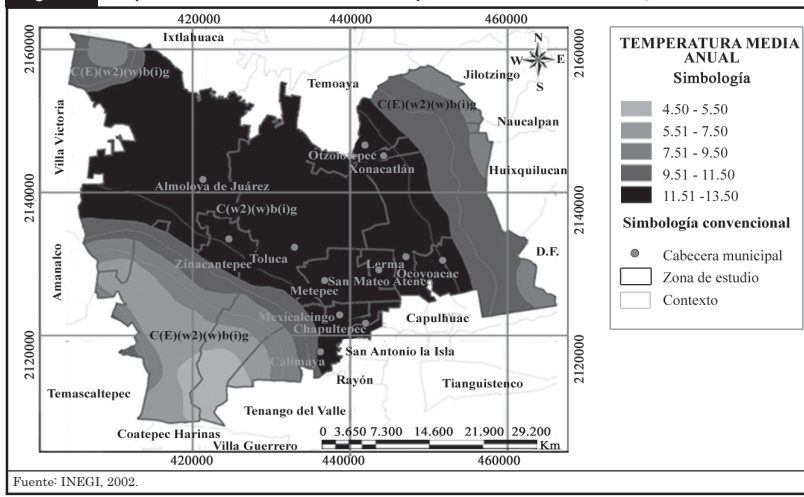 420000
440000
460000
2160000
2160000
Ixtlahuaca
N
W
E
S
Jilotzingo
C(E)(w2)(w)b(i)g
Temoaya
C(E)(w2)(w)b(i)g
Naucalpan
Villa Victoria
Otzolotepec
Xonacatlán
Huixquilucan
Almoloya de Juárez
2140000
2140000
C(w2)(w)b(i)g
D.F.
Amanalco
Zinacantepec
Toluca
Lerma
Ocoyoacac
Metepec
San Mateo Atenco
Mexicalcingo
Capulhuac
Chapultepec
C(E)(w2)(w)b(i)g
2120000
2120000
San Antonio la Isla
Calimaya
Rayón
Tianguistenco
Temascaltepec
Tenango del Valle
Coatepec Harinas
Villa Guerrero
0 3.650 7.300 14.600 21.900 29.200
Km
420000
440000
460000
TEMPERATURA MEDIA
ANUAL
Simbología
4.50 - 5.50
5.51 - 7.50
7.51 - 9.50
9.51 - 11.50
11.51 -13.50
Simbología convencional
Cabecera municipal
Zona de estudio
Contexto
Fuente: INEGI, 2002.